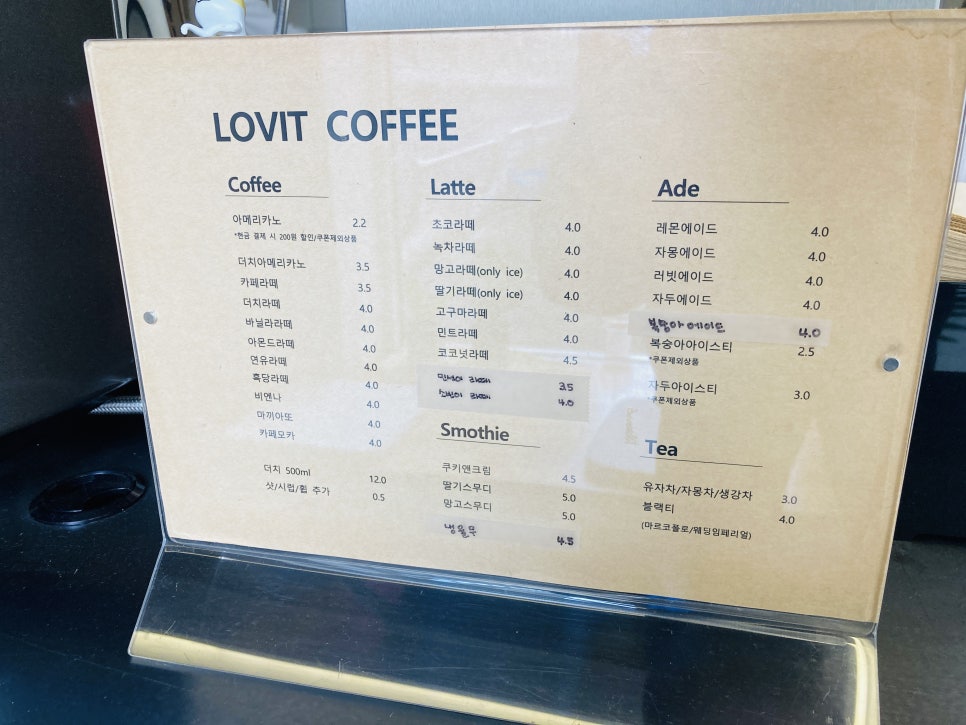 LOVIT COFFEE
Coffee
아메리카노 2.2
*현금 결제 시 200원 할인/쿠폰제외상품
더치아메리카노 3.5
카페라떼 3.5
더치라떼 4.0
바닐라라떼 4.0
아몬드라떼 4.0
연유라떼 4.0
흑당라떼 4.0
비엔나 4.0
마끼아또 4.0
카페모카 4.0
더치 500ml 12.0
샷/시럽/휩 추가 0.5
Latte
초코라떼 4.0
녹차라떼 4.0
망고라떼(only ice) 4.0
딸기라떼(only ice) 4.0
고구마라떼 4.0
민트라떼 4.0
코코넛라떼 4.5
라떼 3.5
라떼 4.0
Smothie
쿠키앤크림 4.5
딸기스무디 5.0
망고스무디 5.0
4.5
Ade
레몬에이드 4.0
자몽에이드 4.0
러빗에이드 4.0
자두에이드 4.0
복숭아 에이드 4.0
복숭아아이스티 2.5
*쿠폰제외상품
자두아이스티 3.0
*쿠폰제외상품
Tea
유자차/자몽차/생강차 3.0
블랙티 4.0
(마르코폴로/웨딩임페리얼)